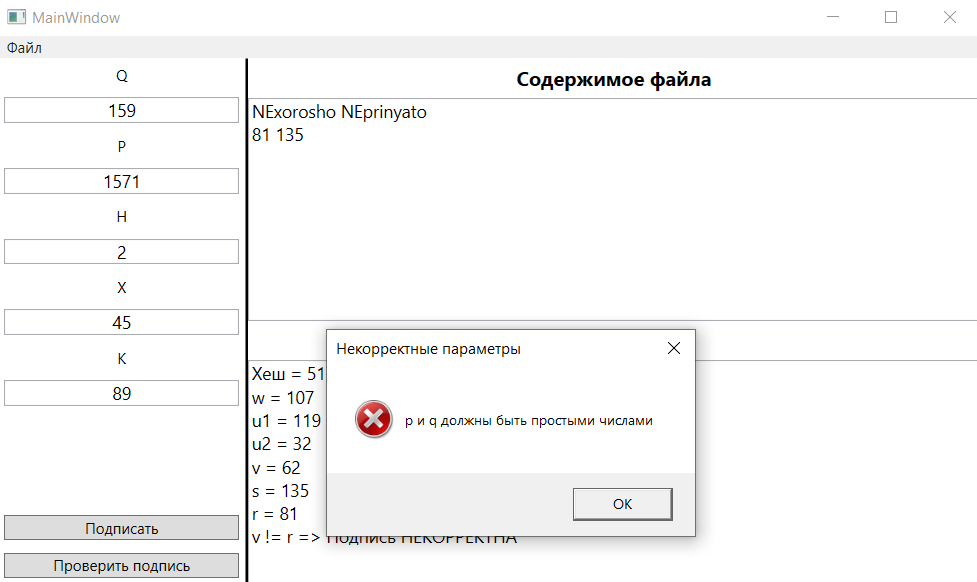 MainWindow
Файл
Q
159
P
1571
H
2
X
45
K
89
Подписать
Проверить подпись
Содержимое файла
NExorosho NEprinyato
81 135
Хеш = 51
w = 107
u1 = 119
u2 = 32
v = 62
s = 135
r = 81
v != r => Подпись НЕКОРРЕКТНА
Некорректные параметры
p и q должны быть простыми числами
OK